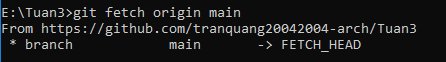 E:\Tuan3>git fetch origin main
From https://github.com/tranquang20042004-arch/Tuan3
 * branch            main       -> FETCH_HEAD